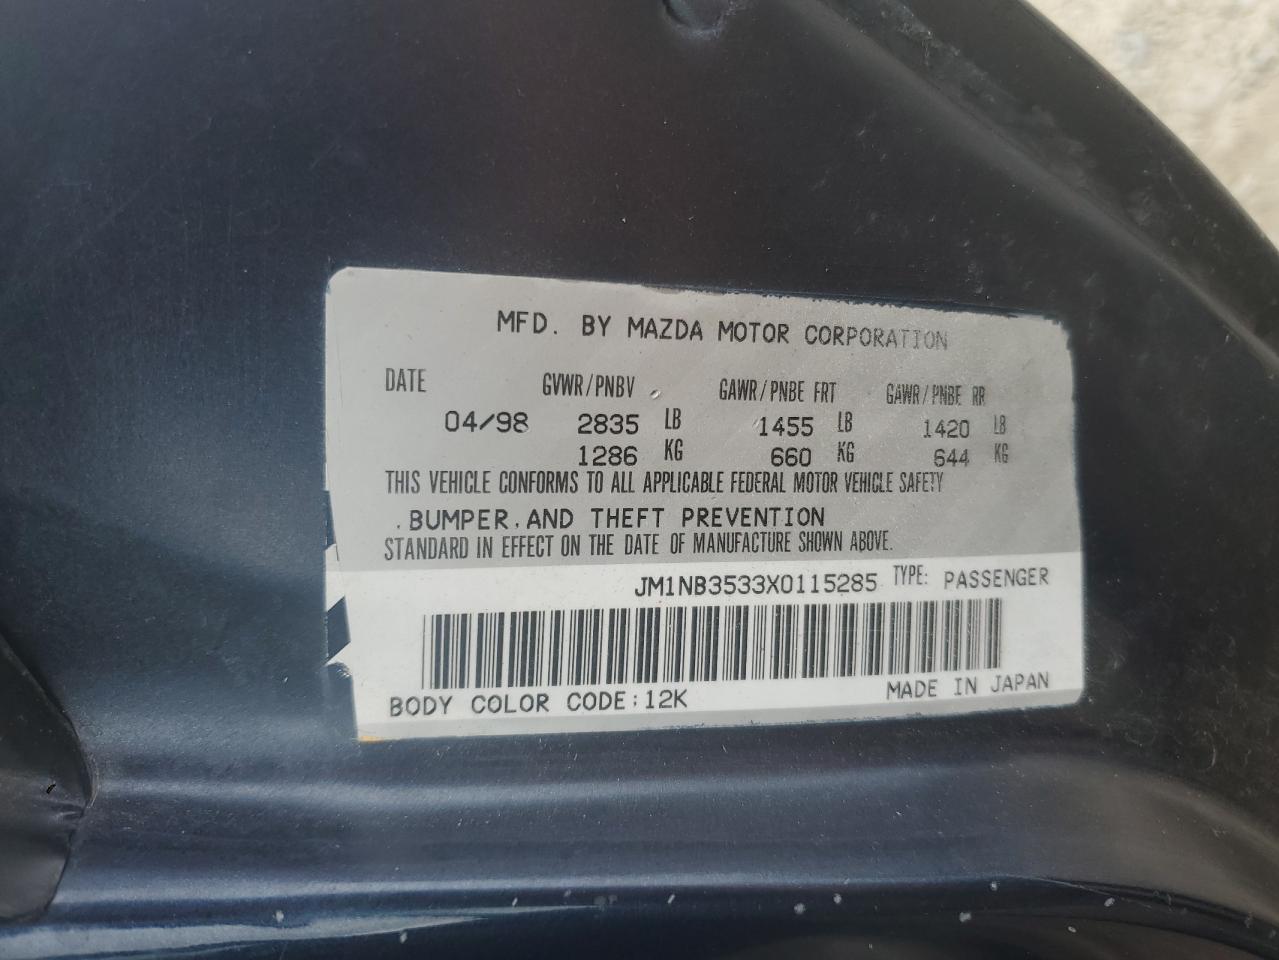 MFD. BY MAZDA MOTOR CORPORATION
DATE GVWR/PNBV GAWR/PNBE FRT GAWR/PNBE RR
04/98 2835 LB 1455 LB 1420 LB
1286 KG 660 KG 644 KG
THIS VEHICLE CONFORMS TO ALL APPLICABLE FEDERAL MOTOR VEHICLE SAFETY
, BUMPER, AND THEFT PREVENTION
STANDARD IN EFFECT ON THE DATE OF MANUFACTURE SHOWN ABOVE.
JM1NB3533X0115285 TYPE: PASSENGER
BODY COLOR CODE:12K MADE IN JAPAN